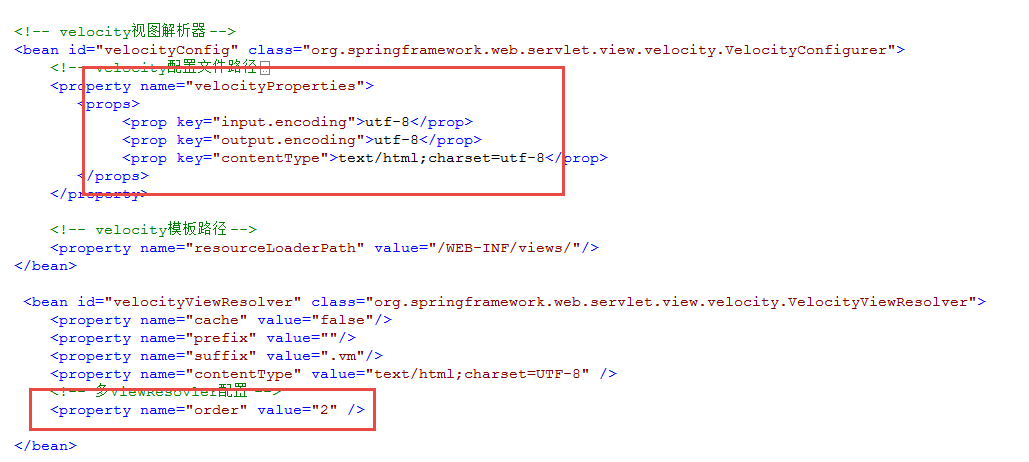 <!-- velocity视图解析器 -->
<bean id="velocityConfig" class="org.springframework.web.servlet.view.velocity.VelocityConfigurer">
<!-- velocity配置文件路径
<property name="velocityProperties">
<props>
<prop key="input.encoding">utf-8</prop>
<prop key="output.encoding">utf-8</prop>
<prop key="contentType">text/html;charset=utf-8</prop>
</props>
</property>
<!-- velocity模板路径 -->
<property name="resourceLoaderPath" value="/WEB-INF/views/"/>
</bean>
<bean id="velocityViewResolver" class="org.springframework.web.servlet.view.velocity.VelocityViewResolver">
<property name="cache" value="false"/>
<property name="prefix" value=""/>
<property name="suffix" value=".vm"/>
<property name="contentType" value="text/html;charset=UTF-8" />
<!-- 多ViewResovler配置 -->
<property name="order" value="2" />
</bean>